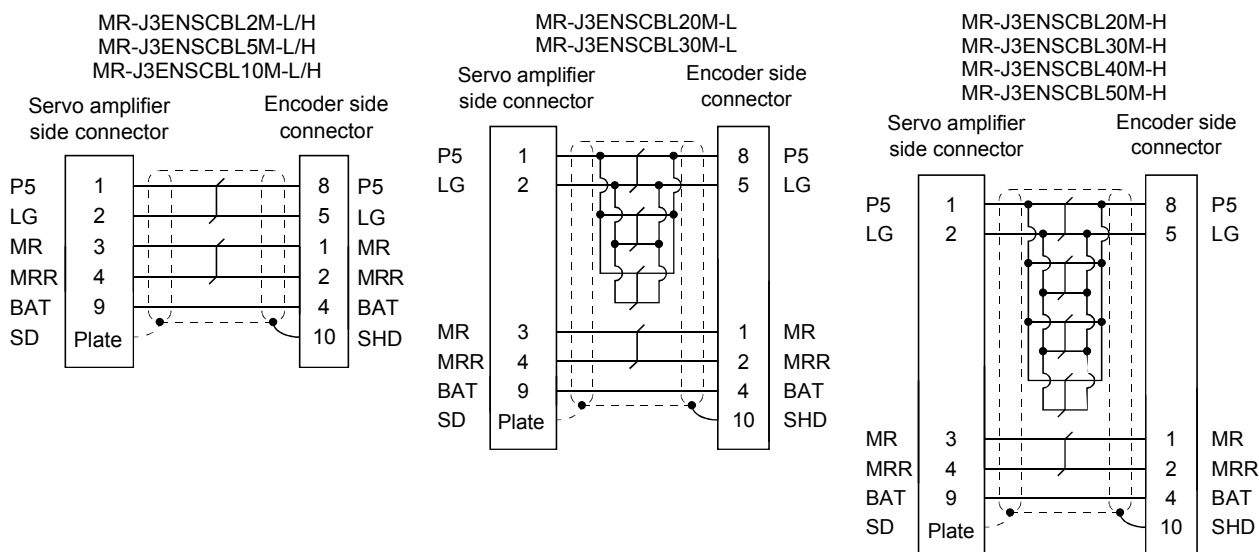 MR-J3ENSCBL2M-L/H
MR-J3ENSCBL5M-L/H
MR-J3ENSCBL10M-L/H
Servo amplifier
side connector
Encoder side
connector
P5 1 8 P5
LG 2 5 LG
MR 3 1 MR
MRR 4 2 MRR
BAT 9 4 BAT
SD Plate 10 SHD
MR-J3ENSCBL20M-L
MR-J3ENSCBL30M-L
Servo amplifier
side connector
Encoder side
connector
P5 1 8 P5
LG 2 5 LG
MR 3 1 MR
MRR 4 2 MRR
BAT 9 4 BAT
SD Plate 10 SHD
MR-J3ENSCBL20M-H
MR-J3ENSCBL30M-H
MR-J3ENSCBL40M-H
MR-J3ENSCBL50M-H
Servo amplifier
side connector
Encoder side
connector
P5 1 8 P5
LG 2 5 LG
MR 3 1 MR
MRR 4 2 MRR
BAT 9 4 BAT
SD Plate 10 SHD